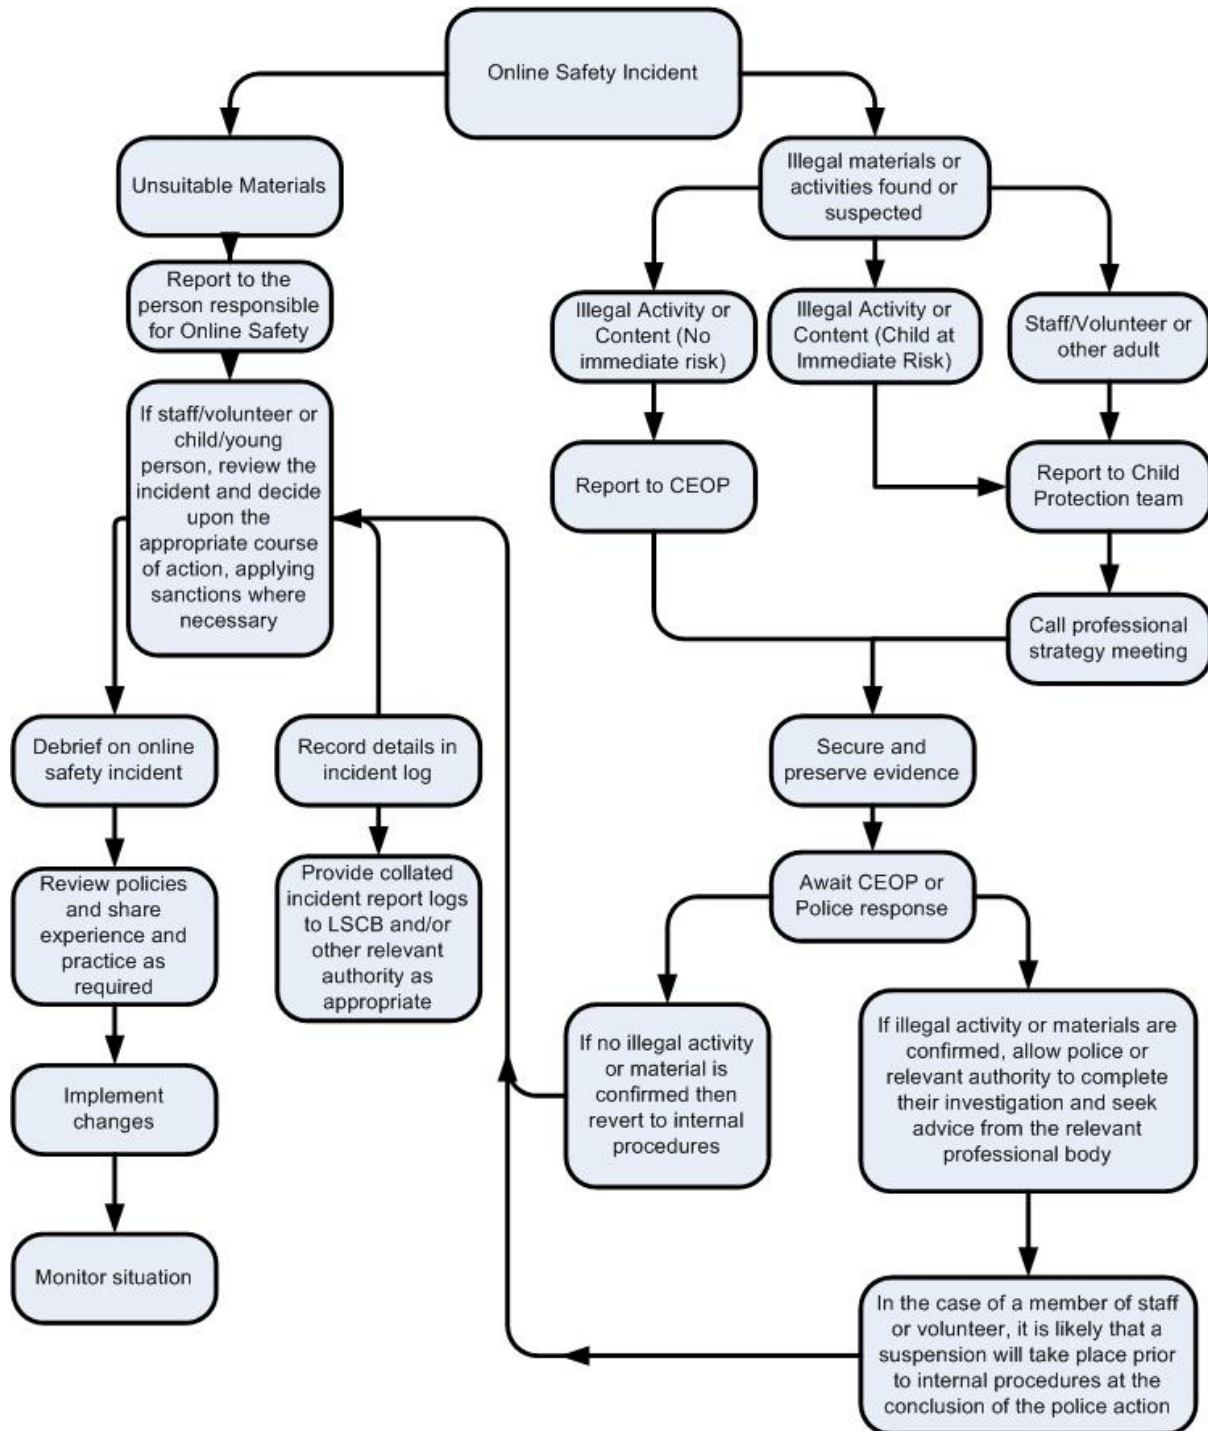 Online Safety Incident
Unsuitable Materials
Illegal materials or
activities found or
suspected
Report to the
person responsible
for Online Safety
Illegal Activity or
Content (No
immediate risk)
Illegal Activity or
Content (Child at
Immediate Risk)
Staff/Volunteer or
other adult
If staff/volunteer or
child/young
person, review the
incident and decide
upon the
appropriate course
of action, applying
sanctions where
necessary
Report to CEOP
Report to Child
Protection team
Call professional
strategy meeting
Debrief on online
safety incident
Record details in
incident log
Secure and
preserve evidence
Review policies
and share
experience and
practice as
required
Provide collated
incident report logs
to LSCB and/or
other relevant
authority as
appropriate
Await CEOP or
Police response
If no illegal activity
or material is
confirmed then
revert to internal
procedures
If illegal activity or materials are
confirmed, allow police or
relevant authority to complete
their investigation and seek
advice from the relevant
professional body
Implement
changes
Monitor situation
In the case of a member of staff
or volunteer, it is likely that a
suspension will take place prior
to internal procedures at the
conclusion of the police action